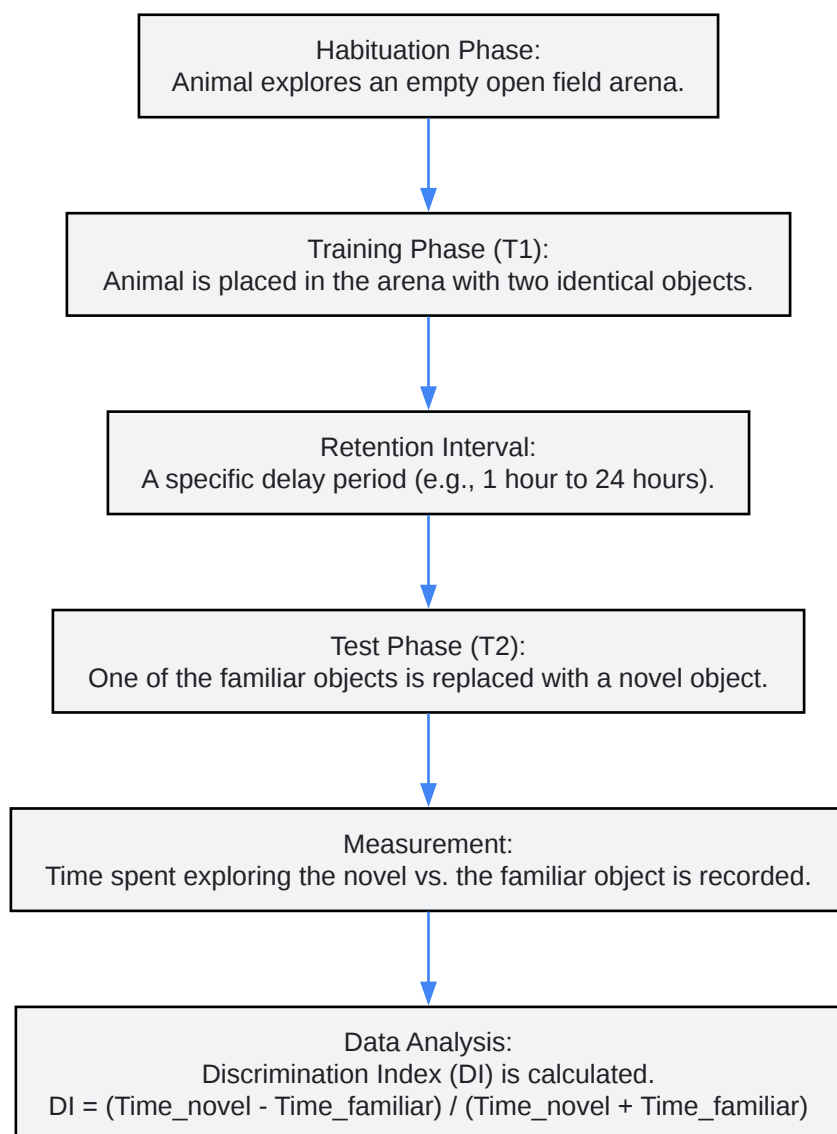 Habituation Phase:
Animal explores an empty open field arena.
Training Phase (T1):
Animal is placed in the arena with two identical objects.
Retention Interval:
A specific delay period (e.g., 1 hour to 24 hours).
Test Phase (T2):
One of the familiar objects is replaced with a novel object.
Measurement:
Time spent exploring the novel vs. the familiar object is recorded.
Data Analysis:
Discrimination Index (DI) is calculated.
DI = (Time_novel - Time_familiar) / (Time_novel + Time_familiar)